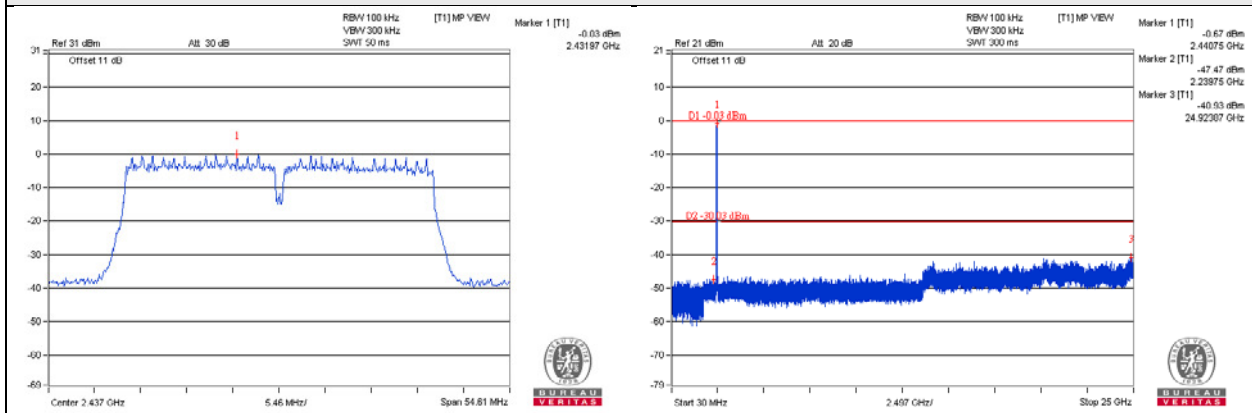 RBW 100 kHz
VBW 300 kHz
SWT 50 ms
[T1] MP VIEW
Marker 1 [T1]
-0.03 dBm
2.43197 GHz
Ref 31 dBm
Att 30 dB
Offset 11 dB
31
20
10
0
-10
-20
-30
-40
-50
-60
-69
1
Center 2.437 GHz
5.46 MHz/
Span 54.61 MHz
BUREAU
VERITAS
RBW 100 kHz
VBW 300 kHz
SWT 300 ms
[T1] MP VIEW
Marker 1 [T1]
-0.67 dBm
2.44075 GHz
Marker 2 [T1]
-47.47 dBm
2.23975 GHz
Marker 3 [T1]
-40.93 dBm
24.92307 GHz
Ref 21 dBm
Att 20 dB
Offset 11 dB
21
10
0
-10
-20
-30
-40
-50
-60
-70
-79
1
D1 -0.03 dBm
D2 -30.03 dBm
2
3
Start 30 MHz
2.497 GHz/
Stop 25 GHz
BUREAU
VERITAS